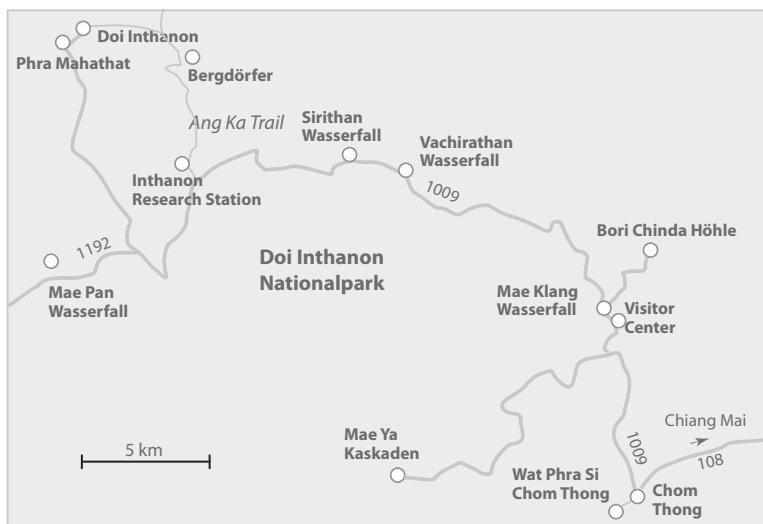 Doi Inthanon
Phra Mahathat
Bergdörfer
Ang Ka Trail
Sirithan
Wasserfall
Vachirathan
Wasserfall
Inthanon
Research Station
1009
Bori Chinda Höhle
1192
Doi Inthanon
Nationalpark
Mae Pan
Wasserfall
Mae Klang
Wasserfall
Visitor
Center
Chiang Mai
5 km
Mae Ya
Kaskaden
1009
108
Wat Phra Si
Chom Thong
Chom
Thong